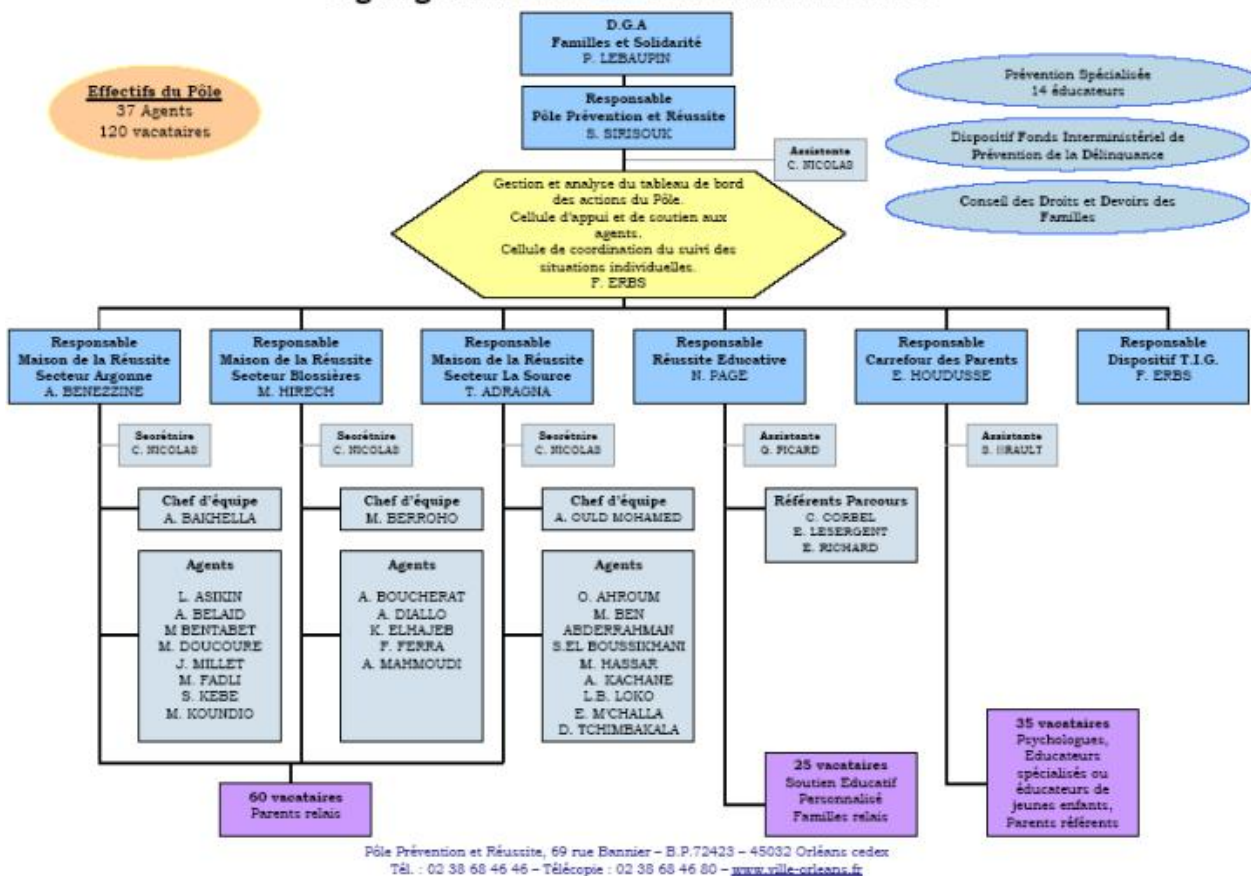 D.G.A
Familles et Solidarité
P. LEBAUPIN
Effectifs du Pôle
37 Agents
120 vacataires
Responsable
Pôle Prévention et Réussite
S. SIRISOUK
Prévention Spécialisée
14 éducateurs
Dispositif Fonds Interministériel de
Prévention de la Délinquance
Conseil des Droits et Devoirs des
Familles
Assistante
C. NICOLAS
Gestion et analyse du tableau de bord
des actions du Pôle.
Cellule d'appui et de soutien aux
agents.
Cellule de coordination du suivi des
situations individuelles.
F. ERBS
Responsable
Maison de la Réussite
Secteur Argonne
A. BENEZZINE
Secrétaire
C. NICOLAS
Chef d'équipe
A. BAKHELLA
Agents
L. ASIKIN
A. BELAID
M BENTABET
M. DOUCOURE
J. MILLET
M. FADLI
S. KEBE
M. KOUNDIO
Responsable
Maison de la Réussite
Secteur Blossières
M. HIRECH
Secrétaire
C. NICOLAS
Chef d'équipe
M. BERROHO
Agents
A. BOUCHERAT
A. DIALLO
K. ELHAJEB
F. FERRA
A. MAHMOUDI
Responsable
Maison de la Réussite
Secteur La Source
T. ADRAGNA
Secrétaire
C. NICOLAS
Chef d'équipe
A. OULD MOHAMED
Agents
O. AHROUM
M. BEN
ABDERRAHMAN
S.EL BOUSSIKHANI
M. HASSAR
A. KACHANE
L.B. LOKO
E. M'CHALLA
D. TCHIMBAKALA
60 vacataires
Parents relais
Responsable
Réussite Educative
N. PAGE
Assistante
G. PICARD
Référents Parcours
C. CORBEL
E. LESERGENT
E. RICHARD
25 vacataires
Soutien Educatif
Personnalisé
Familles relais
Responsable
Carrefour des Parents
E. HOUDUSSE
Assistante
35 vacataires
Psychologues,
Educateurs
spécialisés ou
éducateurs de
jeunes enfants,
Parents référents
Responsable
Dispositif T.I.G.
F. ERBS
Pôle Prévention et Réussite, 69 rue Bannier – B.P.72423 – 45032 Orléans cedex
Tél. : 02 38 68 46 46 – Télécopie : 02 38 68 46 80 – www.ville-orleans.fr